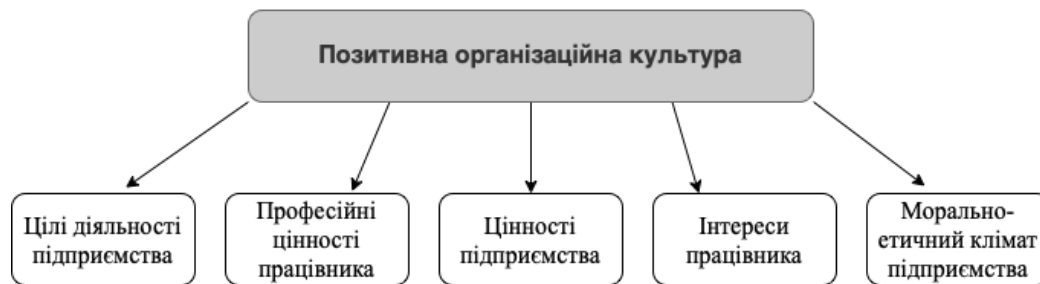 Позитивна організаційна культура
Цілі діяльності
підприємства
Професійні
цінності
працівника
Цінності
підприємства
Інтереси
працівника
Морально-
етичний клімат
підприємства